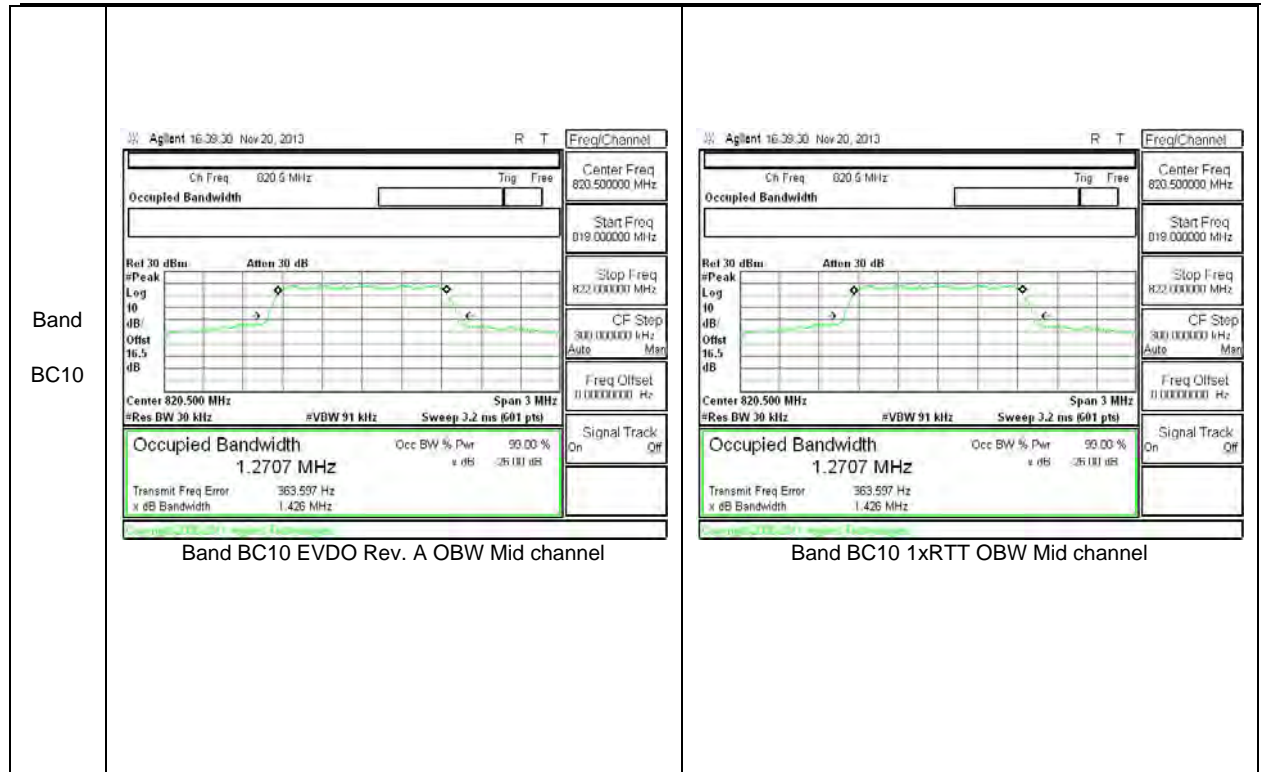 Band
BC10
Agilent 16:39:30 Nov 20, 2013 R T
Ch Freq 820.5 MHz Trig Free
Occupied Bandwidth
Ref 30 dBm Atten 30 dB
#Peak
Log
10
dB/
Offst
16.5
dB
Center 820.500 MHz Span 3 MHz
#Res BW 30 kHz #VBW 91 kHz Sweep 3.2 ms (601 pts)
Occupied Bandwidth Occ BW % Pwr 99.00 %
1.2707 MHz x dB -26.00 dB
Transmit Freq Error 363.597 Hz
x dB Bandwidth 1.426 MHz
Freq/Channel
Center Freq
820.500000 MHz
Start Freq
819.000000 MHz
Stop Freq
822.000000 MHz
CF Step
300.000000 kHz
Auto Man
Freq Offset
0.00000000 Hz
Signal Track
On Off
Band BC10 EVDO Rev. A OBW Mid channel
Agilent 16:39:30 Nov 20, 2013 R T
Ch Freq 820.5 MHz Trig Free
Occupied Bandwidth
Ref 30 dBm Atten 30 dB
#Peak
Log
10
dB/
Offst
16.5
dB
Center 820.500 MHz Span 3 MHz
#Res BW 30 kHz #VBW 91 kHz Sweep 3.2 ms (601 pts)
Occupied Bandwidth Occ BW % Pwr 99.00 %
1.2707 MHz x dB -26.00 dB
Transmit Freq Error 363.597 Hz
x dB Bandwidth 1.426 MHz
Freq/Channel
Center Freq
820.500000 MHz
Start Freq
819.000000 MHz
Stop Freq
822.000000 MHz
CF Step
300.000000 kHz
Auto Man
Freq Offset
0.00000000 Hz
Signal Track
On Off
Band BC10 1xRTT OBW Mid channel